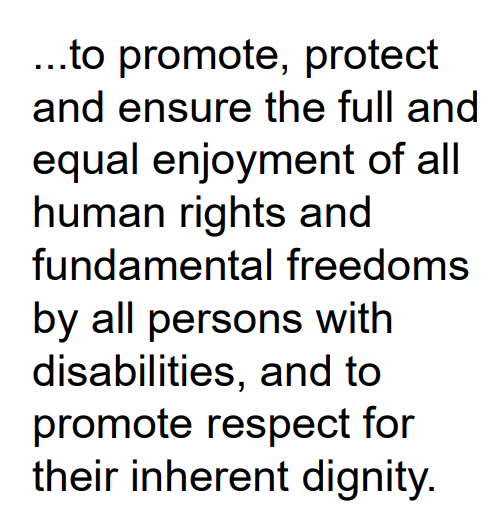 ...to promote, protect
and ensure the full and
equal enjoyment of all
human rights and
fundamental freedoms
by all persons with
disabilities, and to
promote respect for
their inherent dignity.